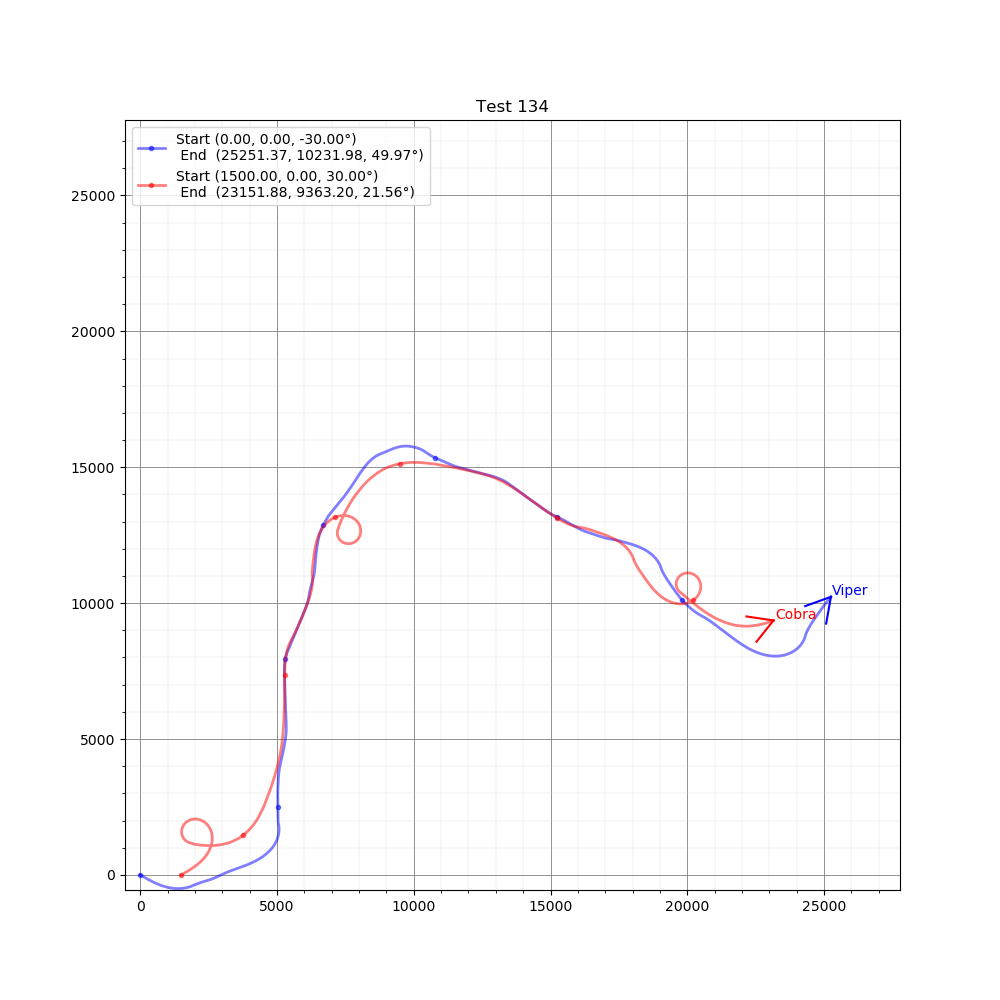 Test 134
Start (0.00, 0.00, -30.00°)
End (25251.37, 10231.98, 49.97°)
Start (1500.00, 0.00, 30.00°)
End (23151.88, 9363.20, 21.56°)
25000
20000
15000
10000
5000
0
Viper
Cobra
0
5000
10000
15000
20000
25000